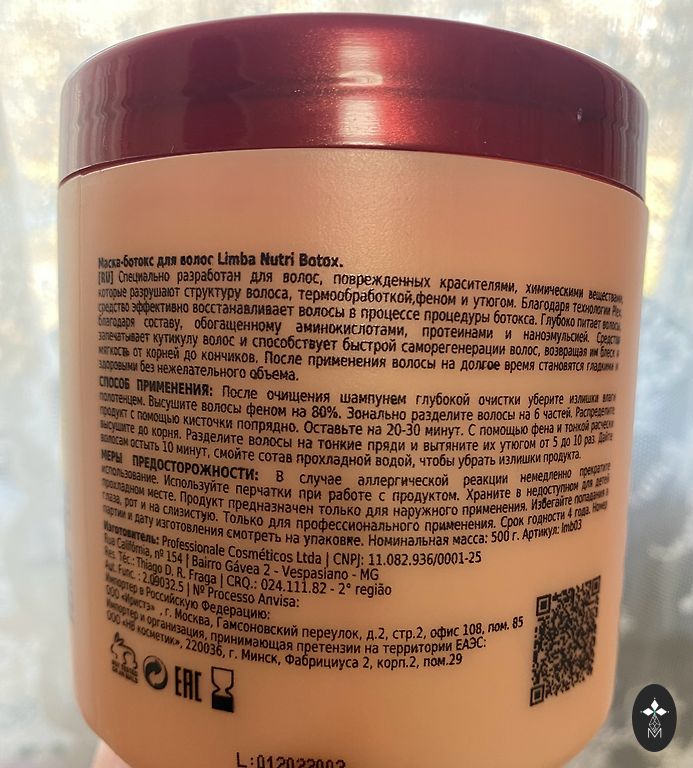 Маска-ботокс для волос Limba Nutri Botox.
[RU] Специально разработан для волос, поврежденных красителями, химическими веществами,
которые разрушают структуру волоса, термообработкой,феном и утюгом. Благодаря технологии Plex,
средство эффективно восстанавливает волосы в процессе процедуры ботокса. Глубоко питает волосы,
благодаря составу, обогащенному аминокислотами, протеинами и наноэмульсией. Средство
запечатывает кутикулу волос и способствует быстрой саморегенерации волос, возвращая им блеск и
мягкость от корней до кончиков. После применения волосы на долгое время становятся гладкими и
здоровыми без нежелательного объема.
СПОСОБ ПРИМЕНЕНИЯ: После очищения шампунем глубокой очистки уберите излишки влаги
полотенцем. Высушите волосы феном на 80%. Зонально разделите волосы на 6 частей. Распределите
продукт с помощью кисточки попрядно. Оставьте на 20-30 минут. С помощью фена и тонкой расчески
высушите до корня. Разделите волосы на тонкие пряди и вытяните их утюгом от 5 до 10 раз. Дайте
волосам остыть 10 минут, смойте состав прохладной водой, чтобы убрать излишки продукта.
МЕРЫ ПРЕДОСТОРОЖНОСТИ: В случае аллергической реакции немедленно прекратите
использование. Используйте перчатки при работе с продуктом. Храните в недоступном для детей
прохладном месте. Продукт предназначен только для наружного применения. Избегайте попадания в
глаза, рот и на слизистую. Только для профессионального применения. Срок годности 4 года. Номер
партии и дату изготовления смотреть на упаковке. Номинальная масса: 500 г. Артикул: lmb03
Изготовитель: Professionale Cosméticos Ltda | CNPJ: 11.082.936/0001-25
Rua Califórnia, nº 154 | Bairro Gávea 2 - Vespasiano - MG
Res. Téc.: Thiago D. R. Fraga | CRQ.: 024.111.82 - 2° região
Aut. Func. : 2.09032.5 | Nº Processo Anvisa:
Импортер в Российскую Федерацию:
ООО «Иристэ» , г. Москва, Гамсоновский переулок, д.2, стр.2, офис 108, пом. 85
Импортер и организация, принимающая претензии на территории ЕАЭС:
ООО «НВ косметик», 220036, г. Минск, Фабрициуса 2, корп.2, пом.29
EAC
L:012022003
M